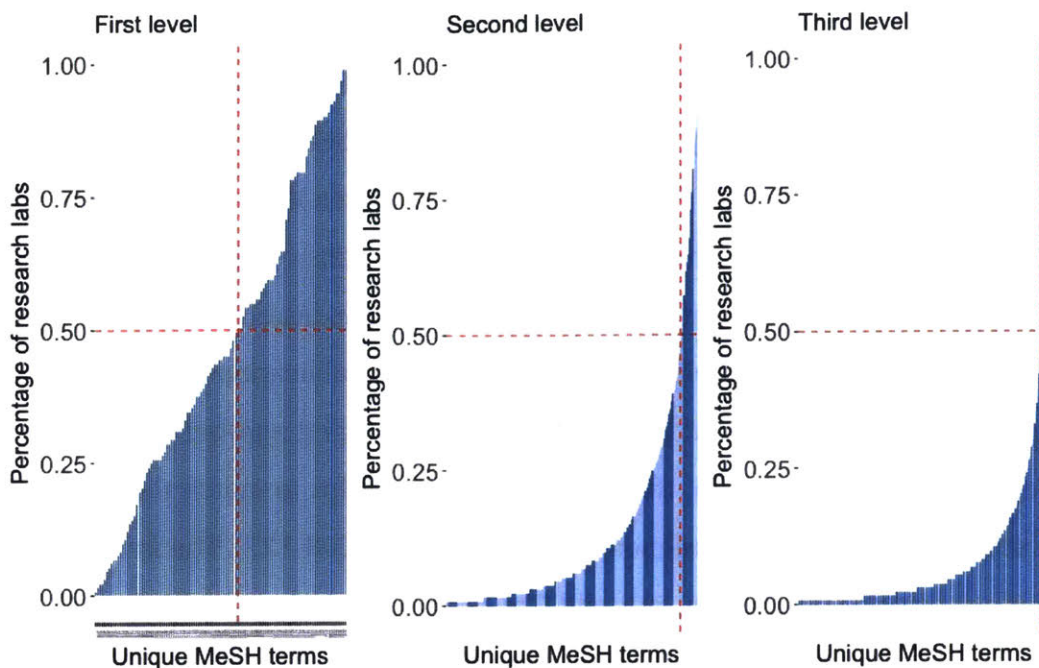 First level
Percentage of research labs
1.00
0.75
0.50
0.25
0.00
Unique MeSH terms
Second level
Percentage of research labs
1.00
0.75
0.50
0.25
0.00
Unique MeSH terms
Third level
Percentage of research labs
1.00
0.75
0.50
0.25
0.00
Unique MeSH terms